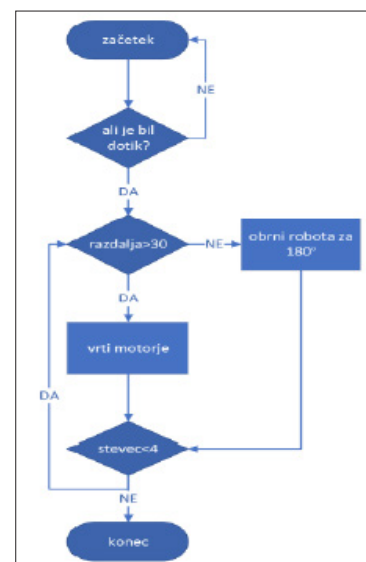 začetek
NE
ali je bil
dotik?
DA
razdalja>30
NE
obrni robota za
180°
DA
vrti motorje
DA
stevec<4
NE
konec